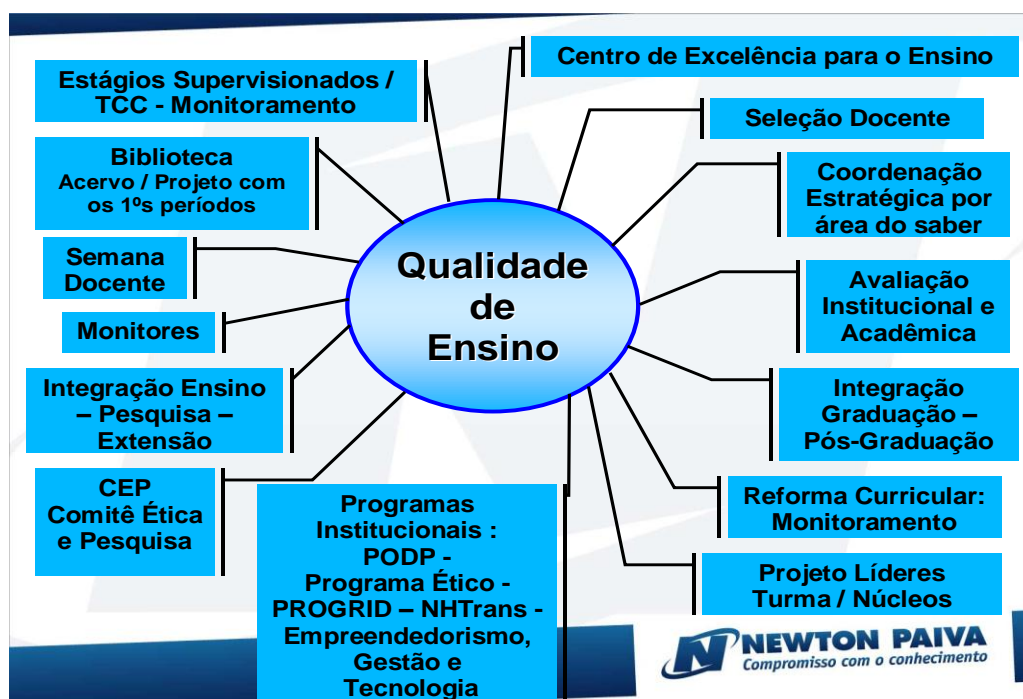 Centro de Excelência para o Ensino
Estágios Supervisionados /
TCC - Monitoramento
Seleção Docente
Biblioteca
Acervo / Projeto com
os 1ºs períodos
Coordenação
Estratégica por
área do saber
Semana
Docente
Qualidade
de
Ensino
Avaliação
Institucional e
Acadêmica
Monitores
Integração Ensino
– Pesquisa –
Extensão
Integração
Graduação –
Pós-Graduação
CEP
Comitê Ética
e Pesquisa
Programas
Institucionais :
PODP -
Programa Ético -
PROGRID – NHTrans -
Empreendedorismo,
Gestão e
Tecnologia
Reforma Curricular:
Monitoramento
Projeto Líderes
Turma / Núcleos
NEWTON PAIVA
Compromisso com o conhecimento